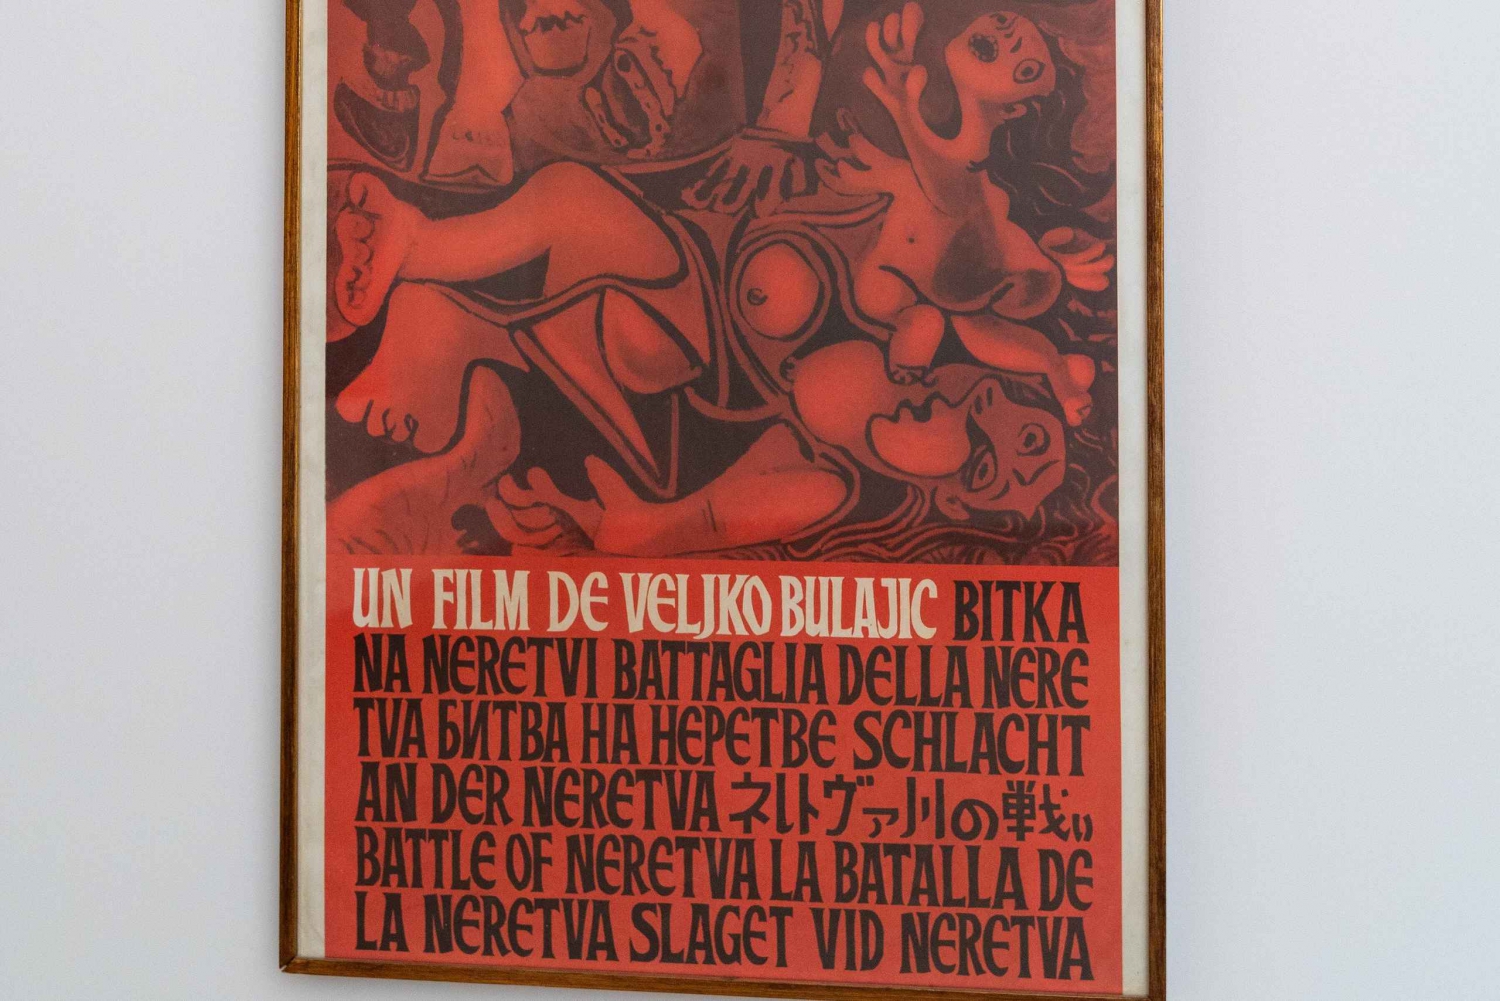 UN FILM DE VELJKO BULAJIC BITKA
NA NERETVI BATTAGLIA DELLA NERE
TVA БИТВА НА НЕРЕТВЕ SCHLACHT
AN DER NERETVA ネレトヴァ川の戦い
BATTLE OF NERETVA LA BATALLA DE
LA NERETVA SLAGET VID NERETVA